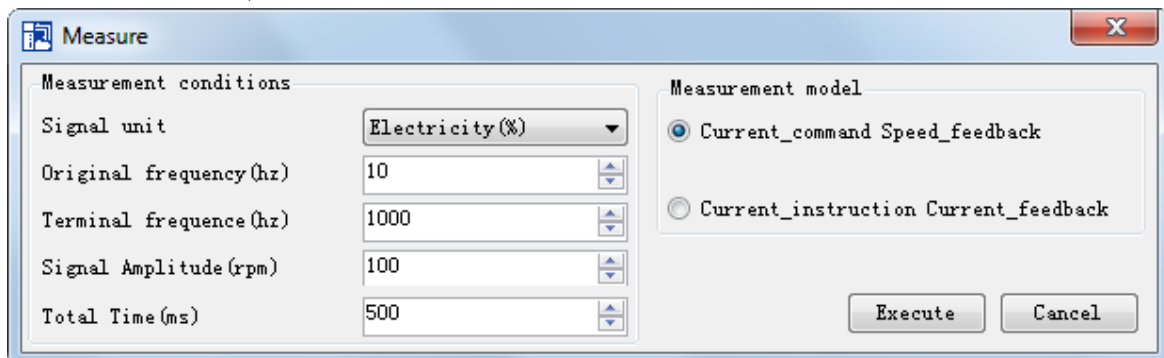 Measure
Measurement conditions
Signal unit
Electricity(%)
Original frequency(hz)
10
Terminal frequence(hz)
1000
Signal Amplitude(rpm)
100
Total Time(ms)
500
Measurement model
Current_command Speed_feedback
Current_instruction Current_feedback
Execute
Cancel